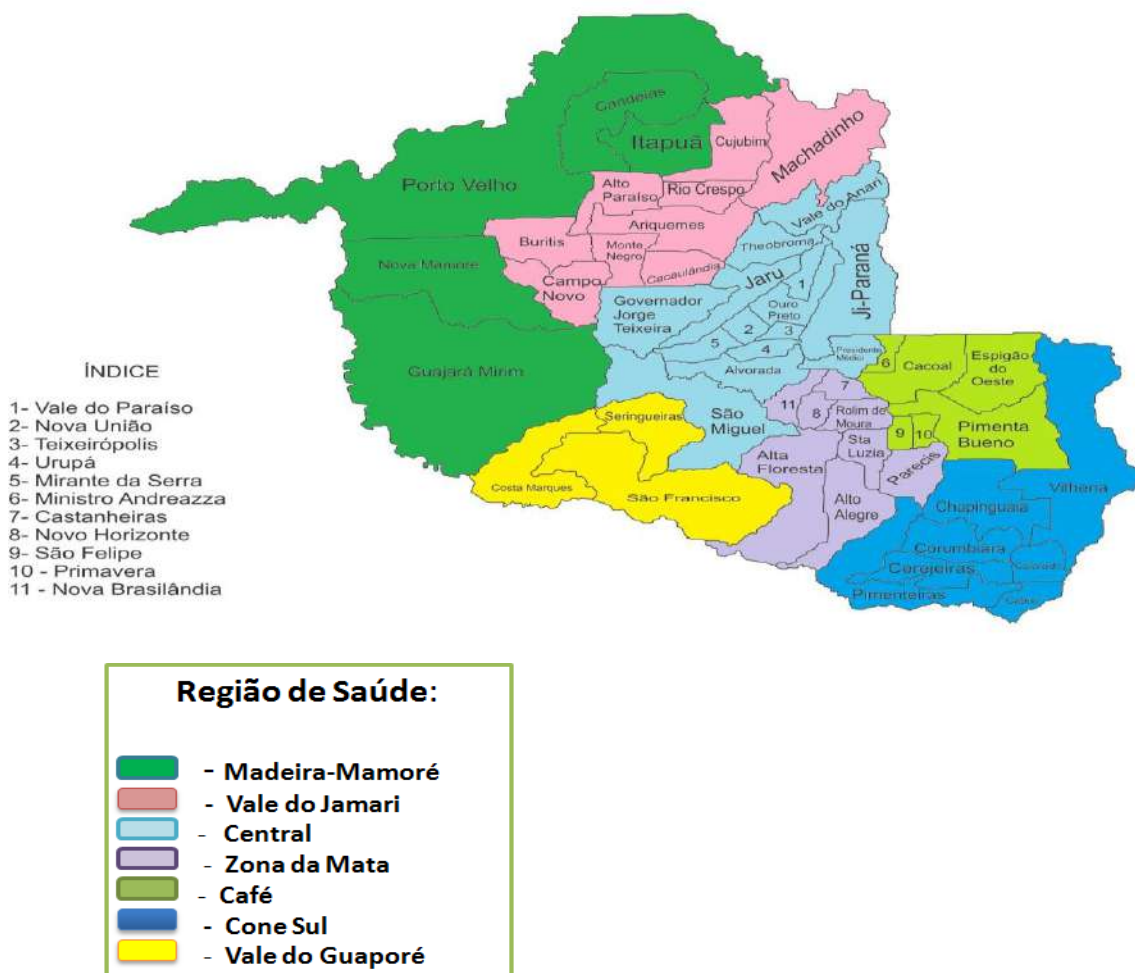 Candeias
Itapuã
Cujubim
Machadinho
Porto Velho
Alto
Paraíso
Rio Crespo
Vale do Anari
Ariquemes
Buritis
Monte
Negro
Theobroma
Nova Mamore
Cacaulândia
Campo
Novo
Jaru
1
Ji-Paraná
Governador
Jorge
Teixeira
Ouro
Preto
2
3
5
4
Presidente
Médici
6
Cacoal
Espigão
do
Oeste
Guajará Mirim
Alvorada
7
ÍNDICE
1- Vale do Paraíso
2- Nova União
3- Teixeirópolis
4- Urupá
5- Mirante da Serra
6- Ministro Andreazza
7- Castanheiras
8- Novo Horizonte
9- São Felipe
10 - Primavera
11 - Nova Brasilândia
Seringueiras
São
Miguel
11
8
Rolim de
Moura
9
10
Pimenta
Bueno
Alta
Floresta
Sta
Luzia
Parecis
Costa Marques
São Francisco
Alto
Alegre
Vilhena
Chupinguaia
Corumbiara
Cerejeiras
Pimenteiras
Região de Saúde:
- Madeira-Mamoré
- Vale do Jamari
- Central
- Zona da Mata
- Café
- Cone Sul
- Vale do Guaporé